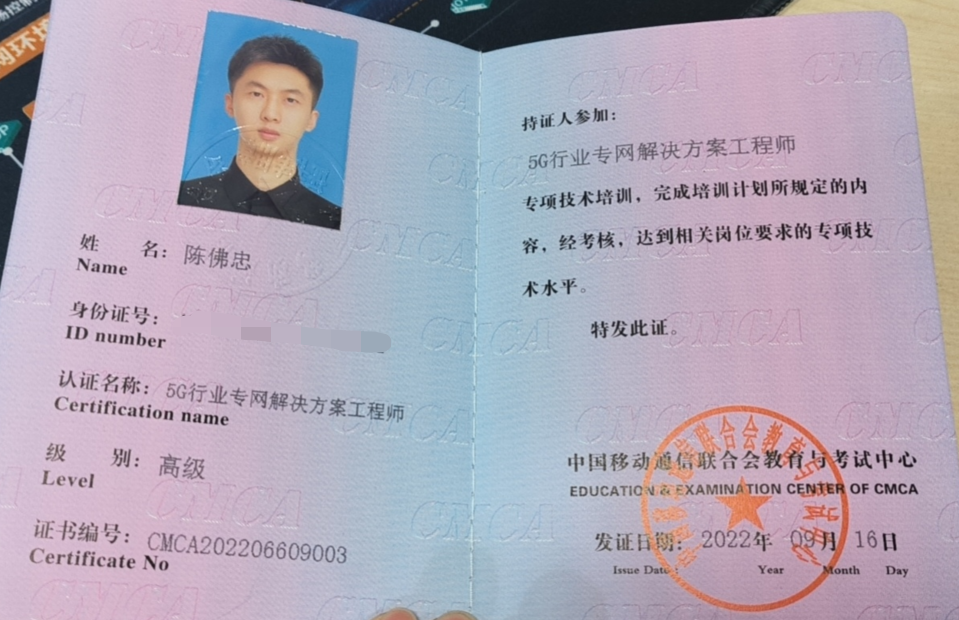 姓 名：陈佛忠
Name
身份证号：
ID number
认证名称：5G行业专网解决方案工程师
Certification name
级 别：高级
Level
证书编号：CMCA202206609003
Certificate No
持证人参加：
5G行业专网解决方案工程师
专项技术培训，完成培训计划所规定的内
容，经考核，达到相关岗位要求的专项技
术水平。
特发此证。
中国移动通信联合会教育与考试中心
EDUCATION & EXAMINATION CENTER OF CMCA
发证日期：2022年 09月 16日
Issue Date: Year Month Day
CMCA